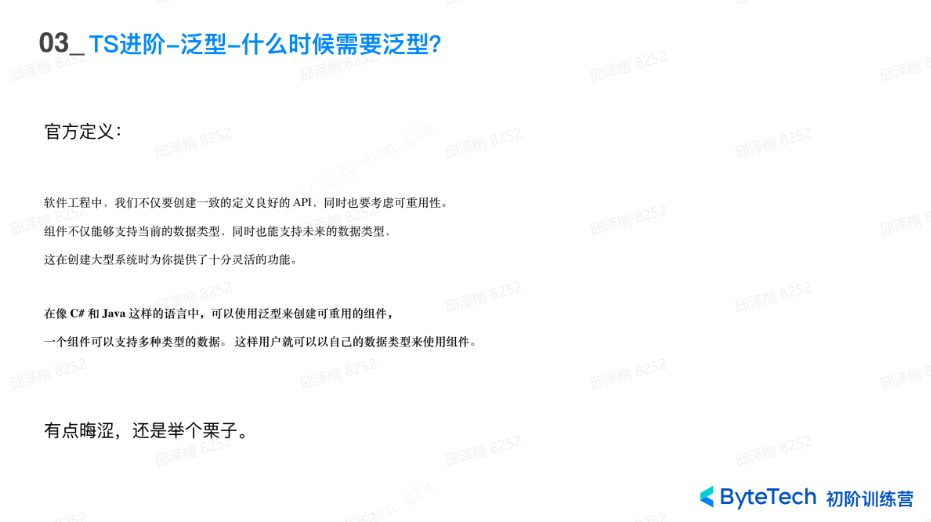 03_ TS进阶-泛型-什么时候需要泛型?
官方定义：
软件工程中，我们不仅要创建一致的定义良好的 API，同时也要考虑可重用性。
组件不仅能够支持当前的数据类型，同时也能支持未来的数据类型，
这在创建大型系统时为你提供了十分灵活的功能。
在像 C# 和 Java 这样的语言中，可以使用泛型来创建可重用的组件，
一个组件可以支持多种类型的数据。 这样用户就可以以自己的数据类型来使用组件。
有点晦涩，还是举个栗子。
ByteTech 初阶训练营
邱泽楷 8252